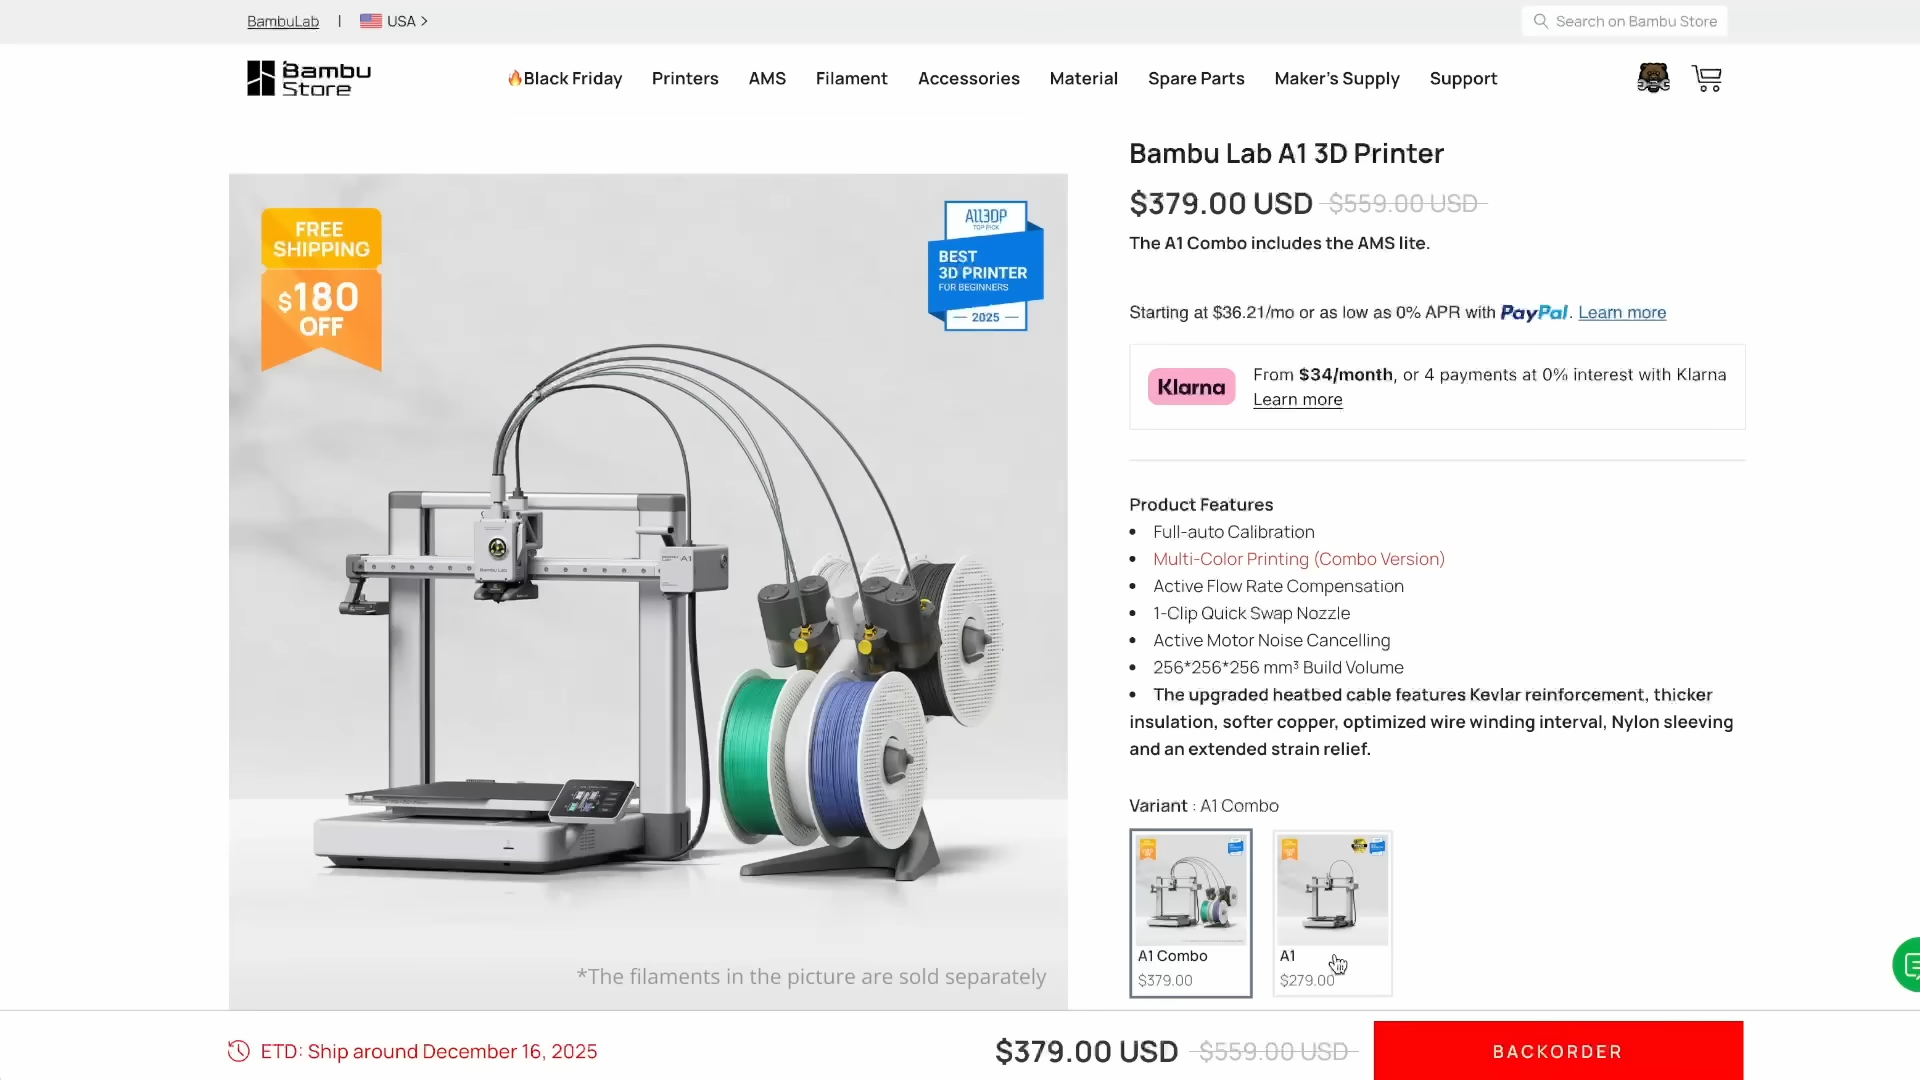 BambuLab | USA >
Search on Bambu Store
Bambu Store
Black Friday
Printers
AMS
Filament
Accessories
Material
Spare Parts
Maker's Supply
Support
FREE
SHIPPING
$180
OFF
All3DP
TOP PICK
BEST
3D PRINTER
FOR BEGINNERS
2025
BAMBU LAB
A1
*The filaments in the picture are sold separately
Bambu Lab A1 3D Printer
$379.00 USD $559.00 USD
The A1 Combo includes the AMS lite.
Starting at $36.21/mo or as low as 0% APR with PayPal. Learn more
Klarna
From $34/month, or 4 payments at 0% interest with Klarna
Learn more
Product Features
• Full-auto Calibration
• Multi-Color Printing (Combo Version)
• Active Flow Rate Compensation
• 1-Clip Quick Swap Nozzle
• Active Motor Noise Cancelling
• 256*256*256 mm³ Build Volume
• The upgraded heatbed cable features Kevlar reinforcement, thicker
insulation, softer copper, optimized wire winding interval, Nylon sleeving
and an extended strain relief.
Variant : A1 Combo
A1 Combo
$379.00
A1
$279.00
ETD: Ship around December 16, 2025
$379.00 USD $559.00 USD
BACKORDER